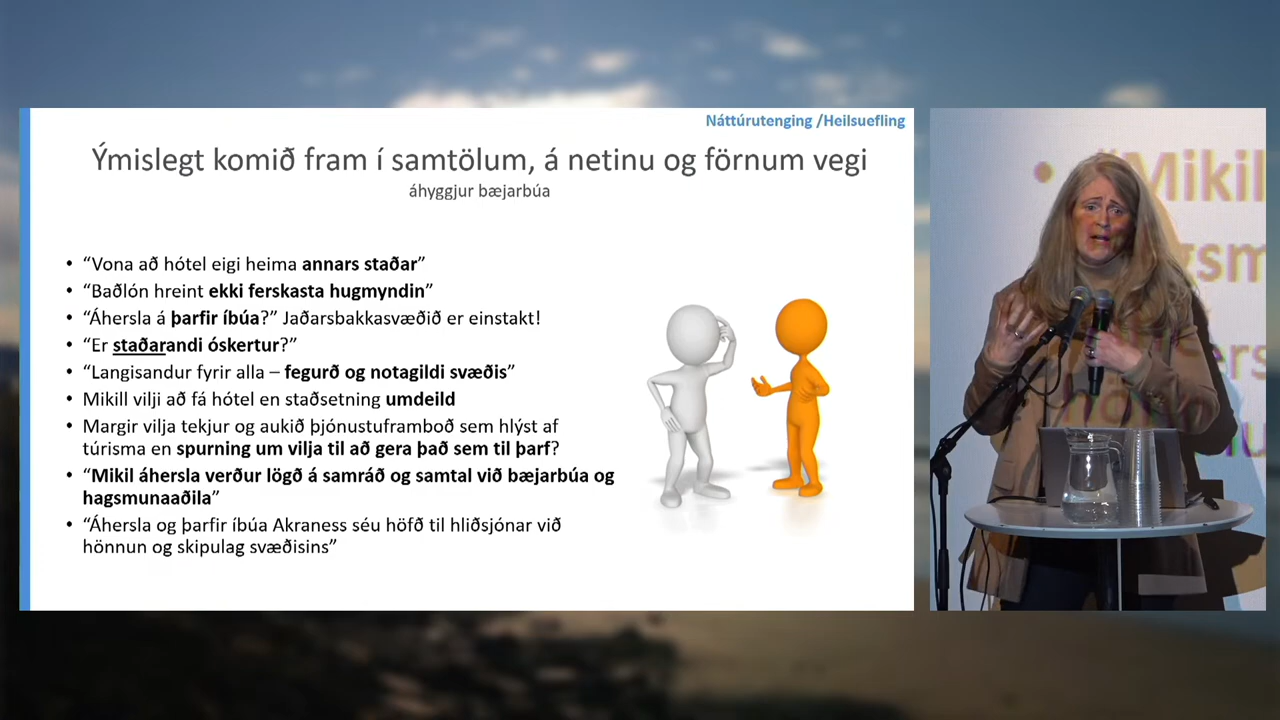 Náttúrutenging /Heilsuefling
Ýmislegt komið fram í samtölum, á netinu og förnum vegi
áhyggjur bæjarbúa
• “Vona að hótel eigi heima annars staðar”
• “Baðlón hreint ekki ferskasta hugmyndin”
• “Áhersla á þarfir íbúa?” Jaðarsbakkasvæðið er einstakt!
• “Er staðarandi óskertur?”
• “Langisandur fyrir alla – fegurð og notagildi svæðis”
• Mikill vilji að fá hótel en staðsetning umdeild
• Margir vilja tekjur og aukið þjónustuframboð sem hlýst af
túrisma en spurning um vilja til að gera það sem til þarf?
• “Mikil áhersla verður lögð á samráð og samtal við bæjarbúa og
hagsmunaaðila”
• “Áhersla og þarfir íbúa Akraness séu höfð til hliðsjónar við
hönnun og skipulag svæðisins”
• “Mikil